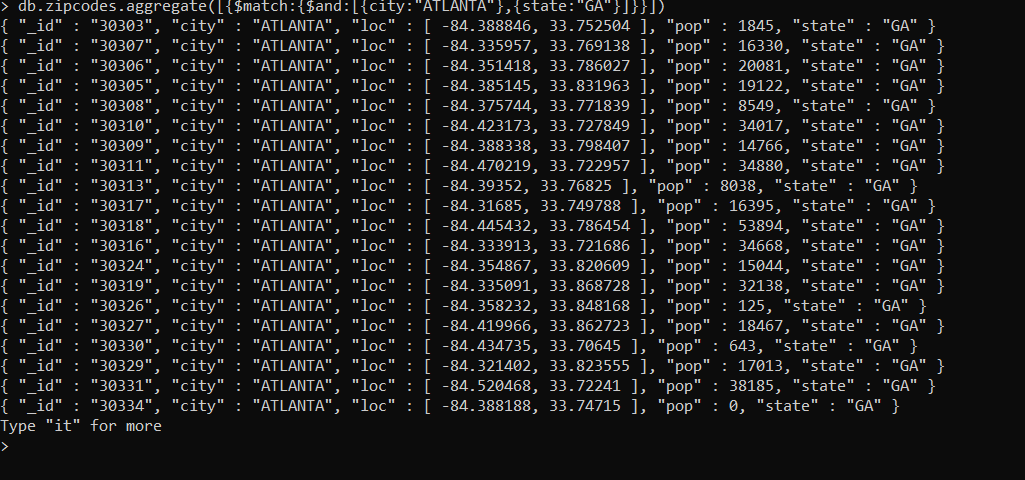 > db.zipcodes.aggregate([{$match:{$and:[{city:"ATLANTA"},{state:"GA"}]}}])
{ "_id" : "30303", "city" : "ATLANTA", "loc" : [ -84.388846, 33.752504 ], "pop" : 1845, "state" : "GA" }
{ "_id" : "30307", "city" : "ATLANTA", "loc" : [ -84.335957, 33.769138 ], "pop" : 16330, "state" : "GA" }
{ "_id" : "30306", "city" : "ATLANTA", "loc" : [ -84.351418, 33.786027 ], "pop" : 20081, "state" : "GA" }
{ "_id" : "30305", "city" : "ATLANTA", "loc" : [ -84.385145, 33.831963 ], "pop" : 19122, "state" : "GA" }
{ "_id" : "30308", "city" : "ATLANTA", "loc" : [ -84.375744, 33.771839 ], "pop" : 8549, "state" : "GA" }
{ "_id" : "30310", "city" : "ATLANTA", "loc" : [ -84.423173, 33.727849 ], "pop" : 34017, "state" : "GA" }
{ "_id" : "30309", "city" : "ATLANTA", "loc" : [ -84.388338, 33.798407 ], "pop" : 14766, "state" : "GA" }
{ "_id" : "30311", "city" : "ATLANTA", "loc" : [ -84.470219, 33.722957 ], "pop" : 34880, "state" : "GA" }
{ "_id" : "30313", "city" : "ATLANTA", "loc" : [ -84.39352, 33.76825 ], "pop" : 8038, "state" : "GA" }
{ "_id" : "30317", "city" : "ATLANTA", "loc" : [ -84.31685, 33.749788 ], "pop" : 16395, "state" : "GA" }
{ "_id" : "30318", "city" : "ATLANTA", "loc" : [ -84.445432, 33.786454 ], "pop" : 53894, "state" : "GA" }
{ "_id" : "30316", "city" : "ATLANTA", "loc" : [ -84.333913, 33.721686 ], "pop" : 34668, "state" : "GA" }
{ "_id" : "30324", "city" : "ATLANTA", "loc" : [ -84.354867, 33.820609 ], "pop" : 15044, "state" : "GA" }
{ "_id" : "30319", "city" : "ATLANTA", "loc" : [ -84.335091, 33.868728 ], "pop" : 32138, "state" : "GA" }
{ "_id" : "30326", "city" : "ATLANTA", "loc" : [ -84.358232, 33.848168 ], "pop" : 125, "state" : "GA" }
{ "_id" : "30327", "city" : "ATLANTA", "loc" : [ -84.419966, 33.862723 ], "pop" : 18467, "state" : "GA" }
{ "_id" : "30330", "city" : "ATLANTA", "loc" : [ -84.434735, 33.70645 ], "pop" : 643, "state" : "GA" }
{ "_id" : "30329", "city" : "ATLANTA", "loc" : [ -84.321402, 33.823555 ], "pop" : 17013, "state" : "GA" }
{ "_id" : "30331", "city" : "ATLANTA", "loc" : [ -84.520468, 33.72241 ], "pop" : 38185, "state" : "GA" }
{ "_id" : "30334", "city" : "ATLANTA", "loc" : [ -84.388188, 33.74715 ], "pop" : 0, "state" : "GA" }
Type "it" for more
>